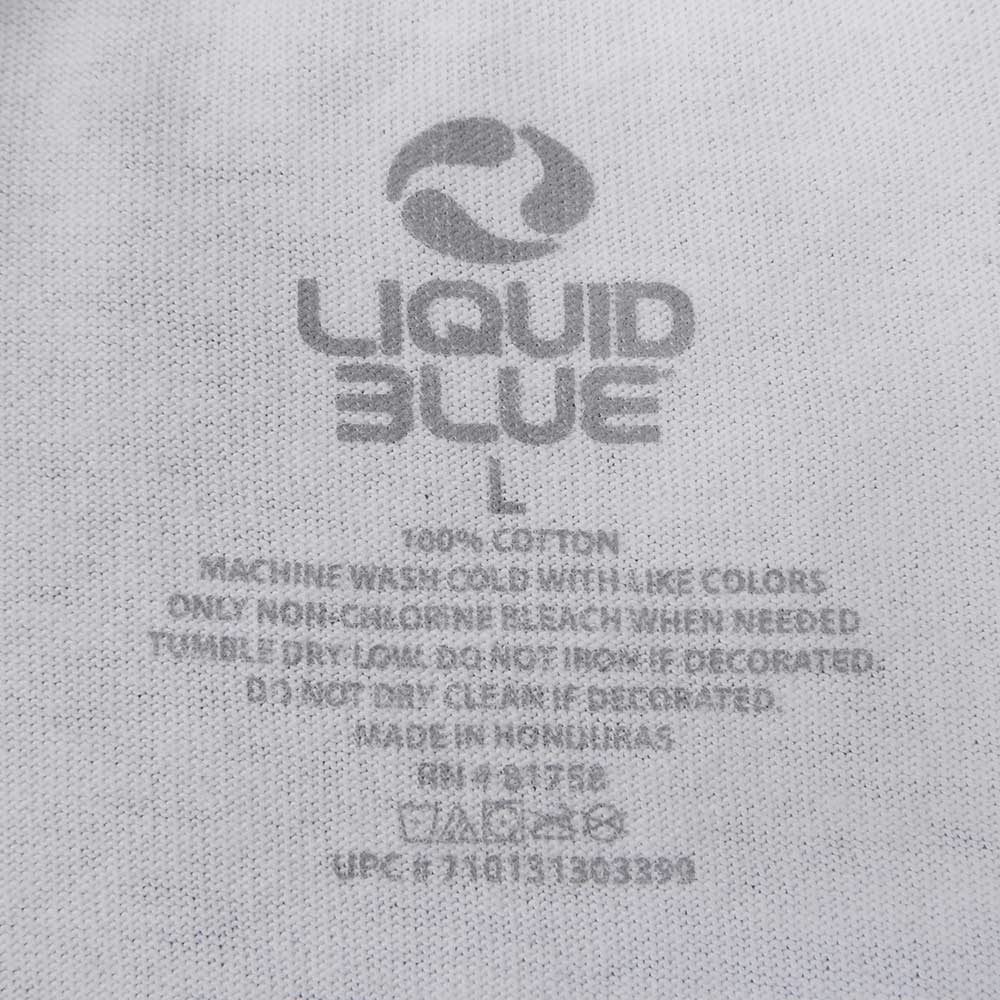 LIQUID
BLUE
L
100% COTTON
MACHINE WASH COLD WITH LIKE COLORS
ONLY NON-CHLORINE BLEACH WHEN NEEDED
TUMBLE DRY LOW. DO NOT IRON IF DECORATED.
DO NOT DRY CLEAN IF DECORATED.
MADE IN HONDURAS
RN # 81758
UPC # 710131303390